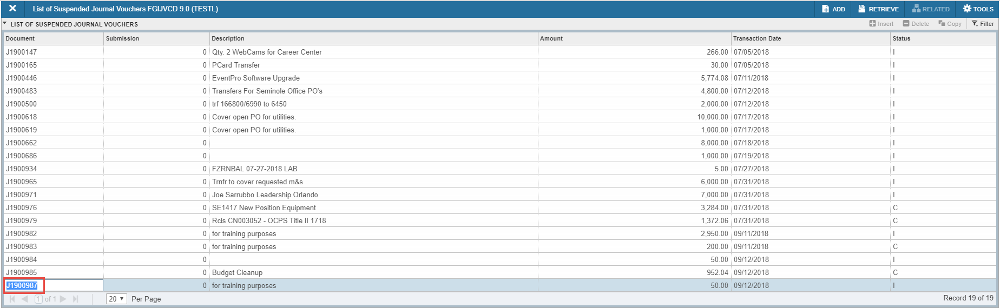 List of Suspended Journal Vouchers FGIJVCD 9.0 (TESTL) ADD RETRIEVE RELATED TOOLS
LIST OF SUSPENDED JOURNAL VOUCHERS Insert Delete Copy Filter
Document Submission Description Amount Transaction Date Status
J1900147 0 Qty. 2 WebCams for Career Center 266.00 07/05/2018 I
J1900165 0 PCard Transfer 30.00 07/05/2018 I
J1900446 0 EventPro Software Upgrade 5,774.08 07/11/2018 I
J1900483 0 Transfers For Seminole Office PO's 4,800.00 07/12/2018 I
J1900500 0 trf 166800/6990 to 6450 2,000.00 07/12/2018 I
J1900618 0 Cover open PO for utilities. 10,000.00 07/17/2018 I
J1900619 0 Cover open PO for utilities. 1,000.00 07/17/2018 I
J1900662 0 8,000.00 07/18/2018 I
J1900686 0 1,000.00 07/19/2018 I
J1900934 0 FZRNBAL 07-27-2018 LAB 5.00 07/27/2018 I
J1900965 0 Trnfr to cover requested m&s 6,000.00 07/31/2018 I
J1900971 0 Joe Sarrubbo Leadership Orlando 7,000.00 07/31/2018 I
J1900976 0 SE1417 New Position Equipment 3,284.00 07/31/2018 C
J1900979 0 Rcls CN003052 - OCPS Title II 1718 1,372.06 07/31/2018 C
J1900982 0 for training purposes 2,950.00 09/11/2018 I
J1900983 0 for training purposes 200.00 09/11/2018 C
J1900984 0 50.00 09/12/2018 I
J1900985 0 Budget Cleanup 952.04 09/12/2018 C
J1900987 0 for training purposes 50.00 09/12/2018 I
1 of 1 20 Per Page Record 19 of 19